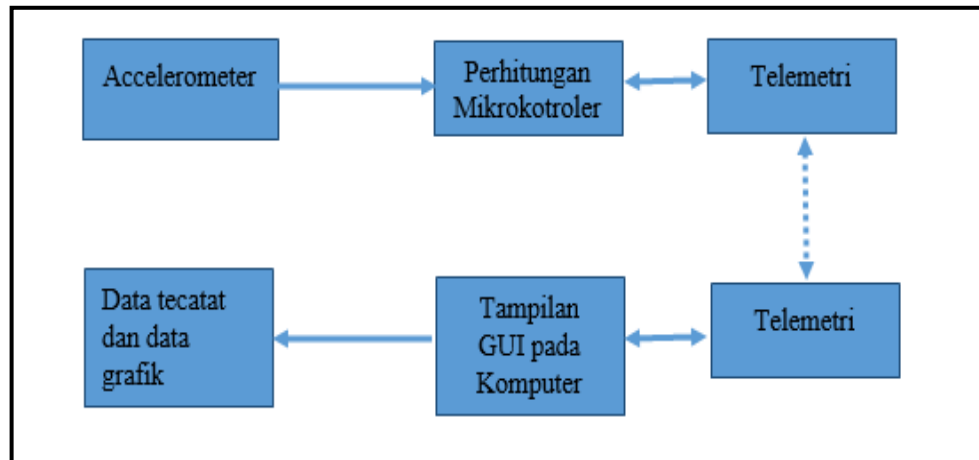 Accelerometer
Perhitungan
Mikrokotroler
Telemetri
Data tecatat
dan data
grafik
Tampilan
GUI pada
Komputer
Telemetri